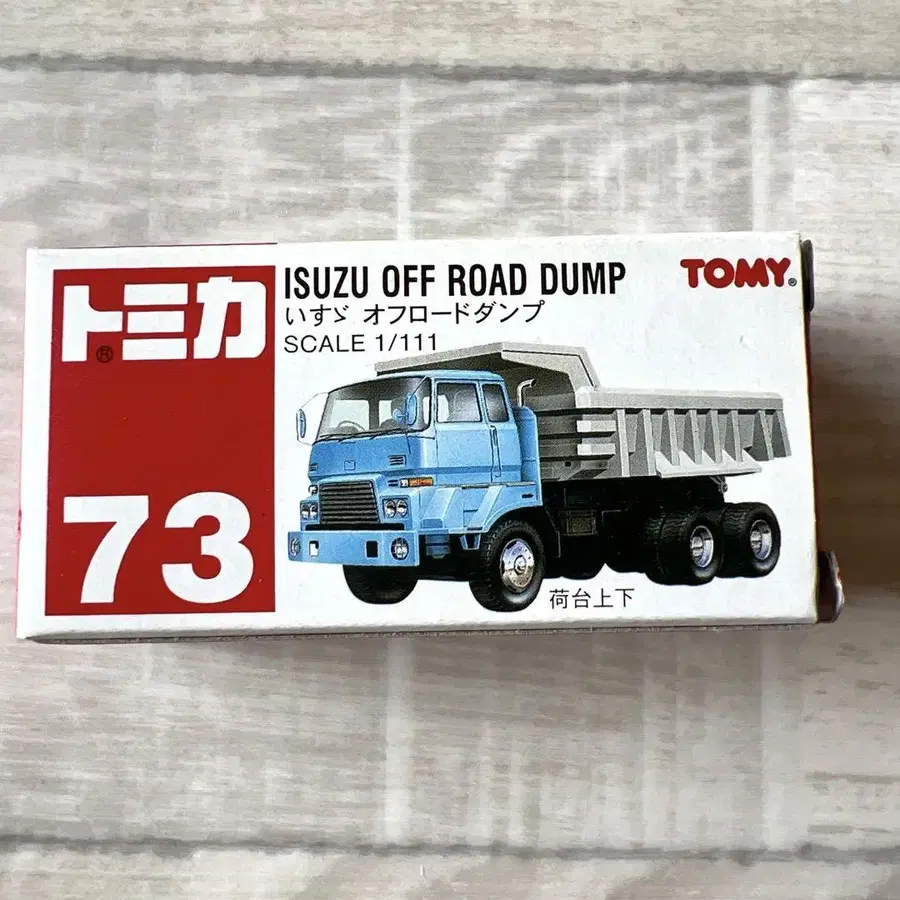 トミカ®
73
ISUZU OFF ROAD DUMP
いすゞ オフロードダンプ
SCALE 1/111
TOMY®
荷台上下